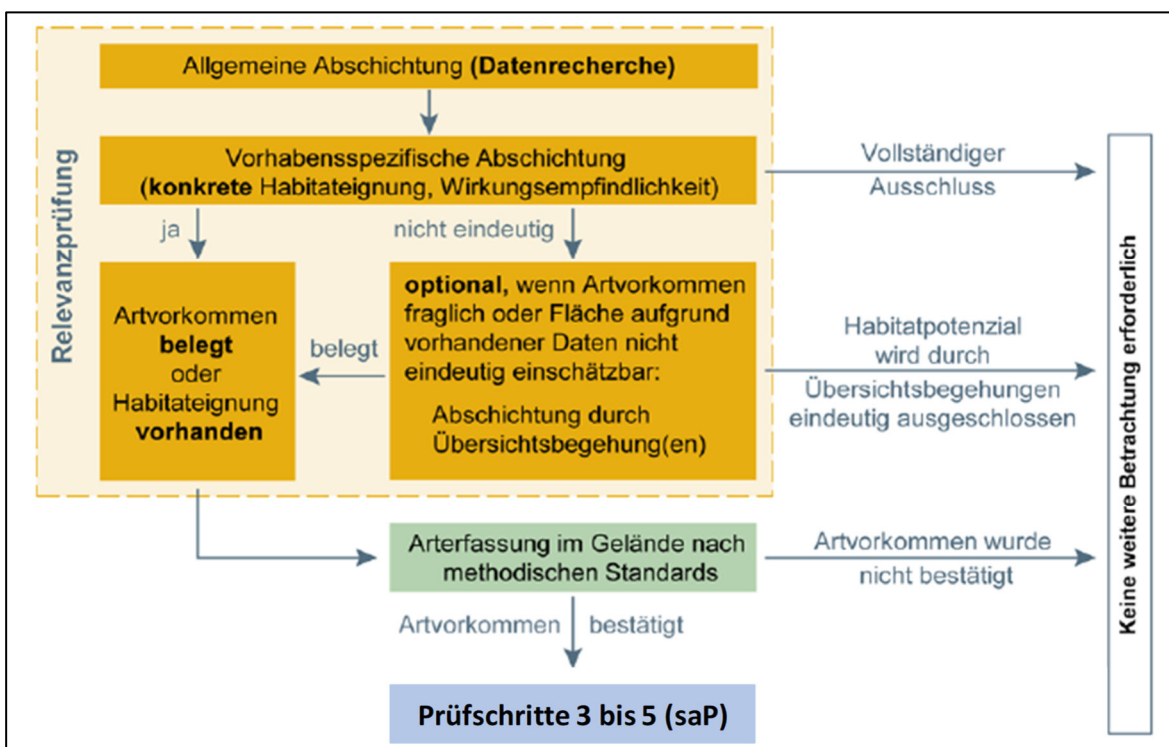 Relevanzprüfung
Allgemeine Abschichtung (Datenrecherche)
Vorhabensspezifische Abschichtung
(konkrete Habitateignung, Wirkungsempfindlichkeit)
Vollständiger
Ausschluss
ja
nicht eindeutig
Artvorkommen
belegt
oder
Habitateignung
vorhanden
belegt
optional, wenn Artvorkommen
fraglich oder Fläche aufgrund
vorhandener Daten nicht
eindeutig einschätzbar:
Abschichtung durch
Übersichtsbegehung(en)
Habitatpotenzial
wird durch
Übersichtsbegehungen
eindeutig ausgeschlossen
Arterfassung im Gelände nach
methodischen Standards
Artvorkommen wurde
nicht bestätigt
Artvorkommen bestätigt
Prüfschritte 3 bis 5 (saP)
Keine weitere Betrachtung erforderlich